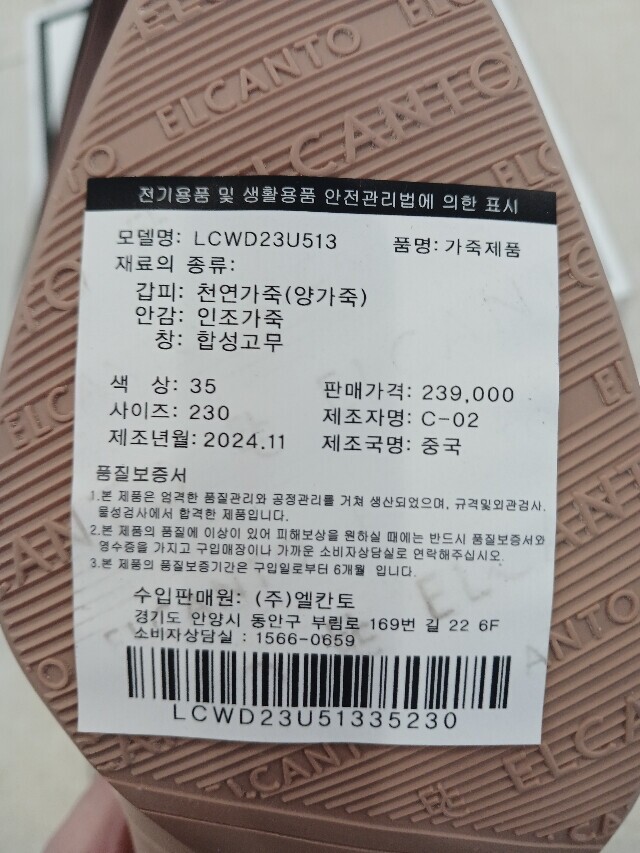 ELCANTO
ELCANTO
전기용품 및 생활용품 안전관리법에 의한 표시
모델명: LCWD23U513 품명: 가죽제품
재료의 종류:
갑피: 천연가죽(양가죽)
안감: 인조가죽
창: 합성고무
색 상: 35 판매가격: 239,000
사이즈: 230 제조자명: C-02
제조년월: 2024.11 제조국명: 중국
품질보증서
1.본 제품은 엄격한 품질관리와 공정관리를 거쳐 생산되었으며, 규격및외관검사.
물성검사에서 합격한 제품입니다.
2.본 제품의 품질에 이상이 있어 피해보상을 원하실 때에는 반드시 품질보증서와
영수증을 가지고 구입매장이나 가까운 소비자상담실로 연락해주십시오.
3.본 제품의 품질보증기간은 구입일로부터 6개월 입니다.
수입판매원: (주)엘칸토
경기도 안양시 동안구 부림로 169번 길 22 6F
소비자상담실 : 1566-0659
LCWD23U51335230